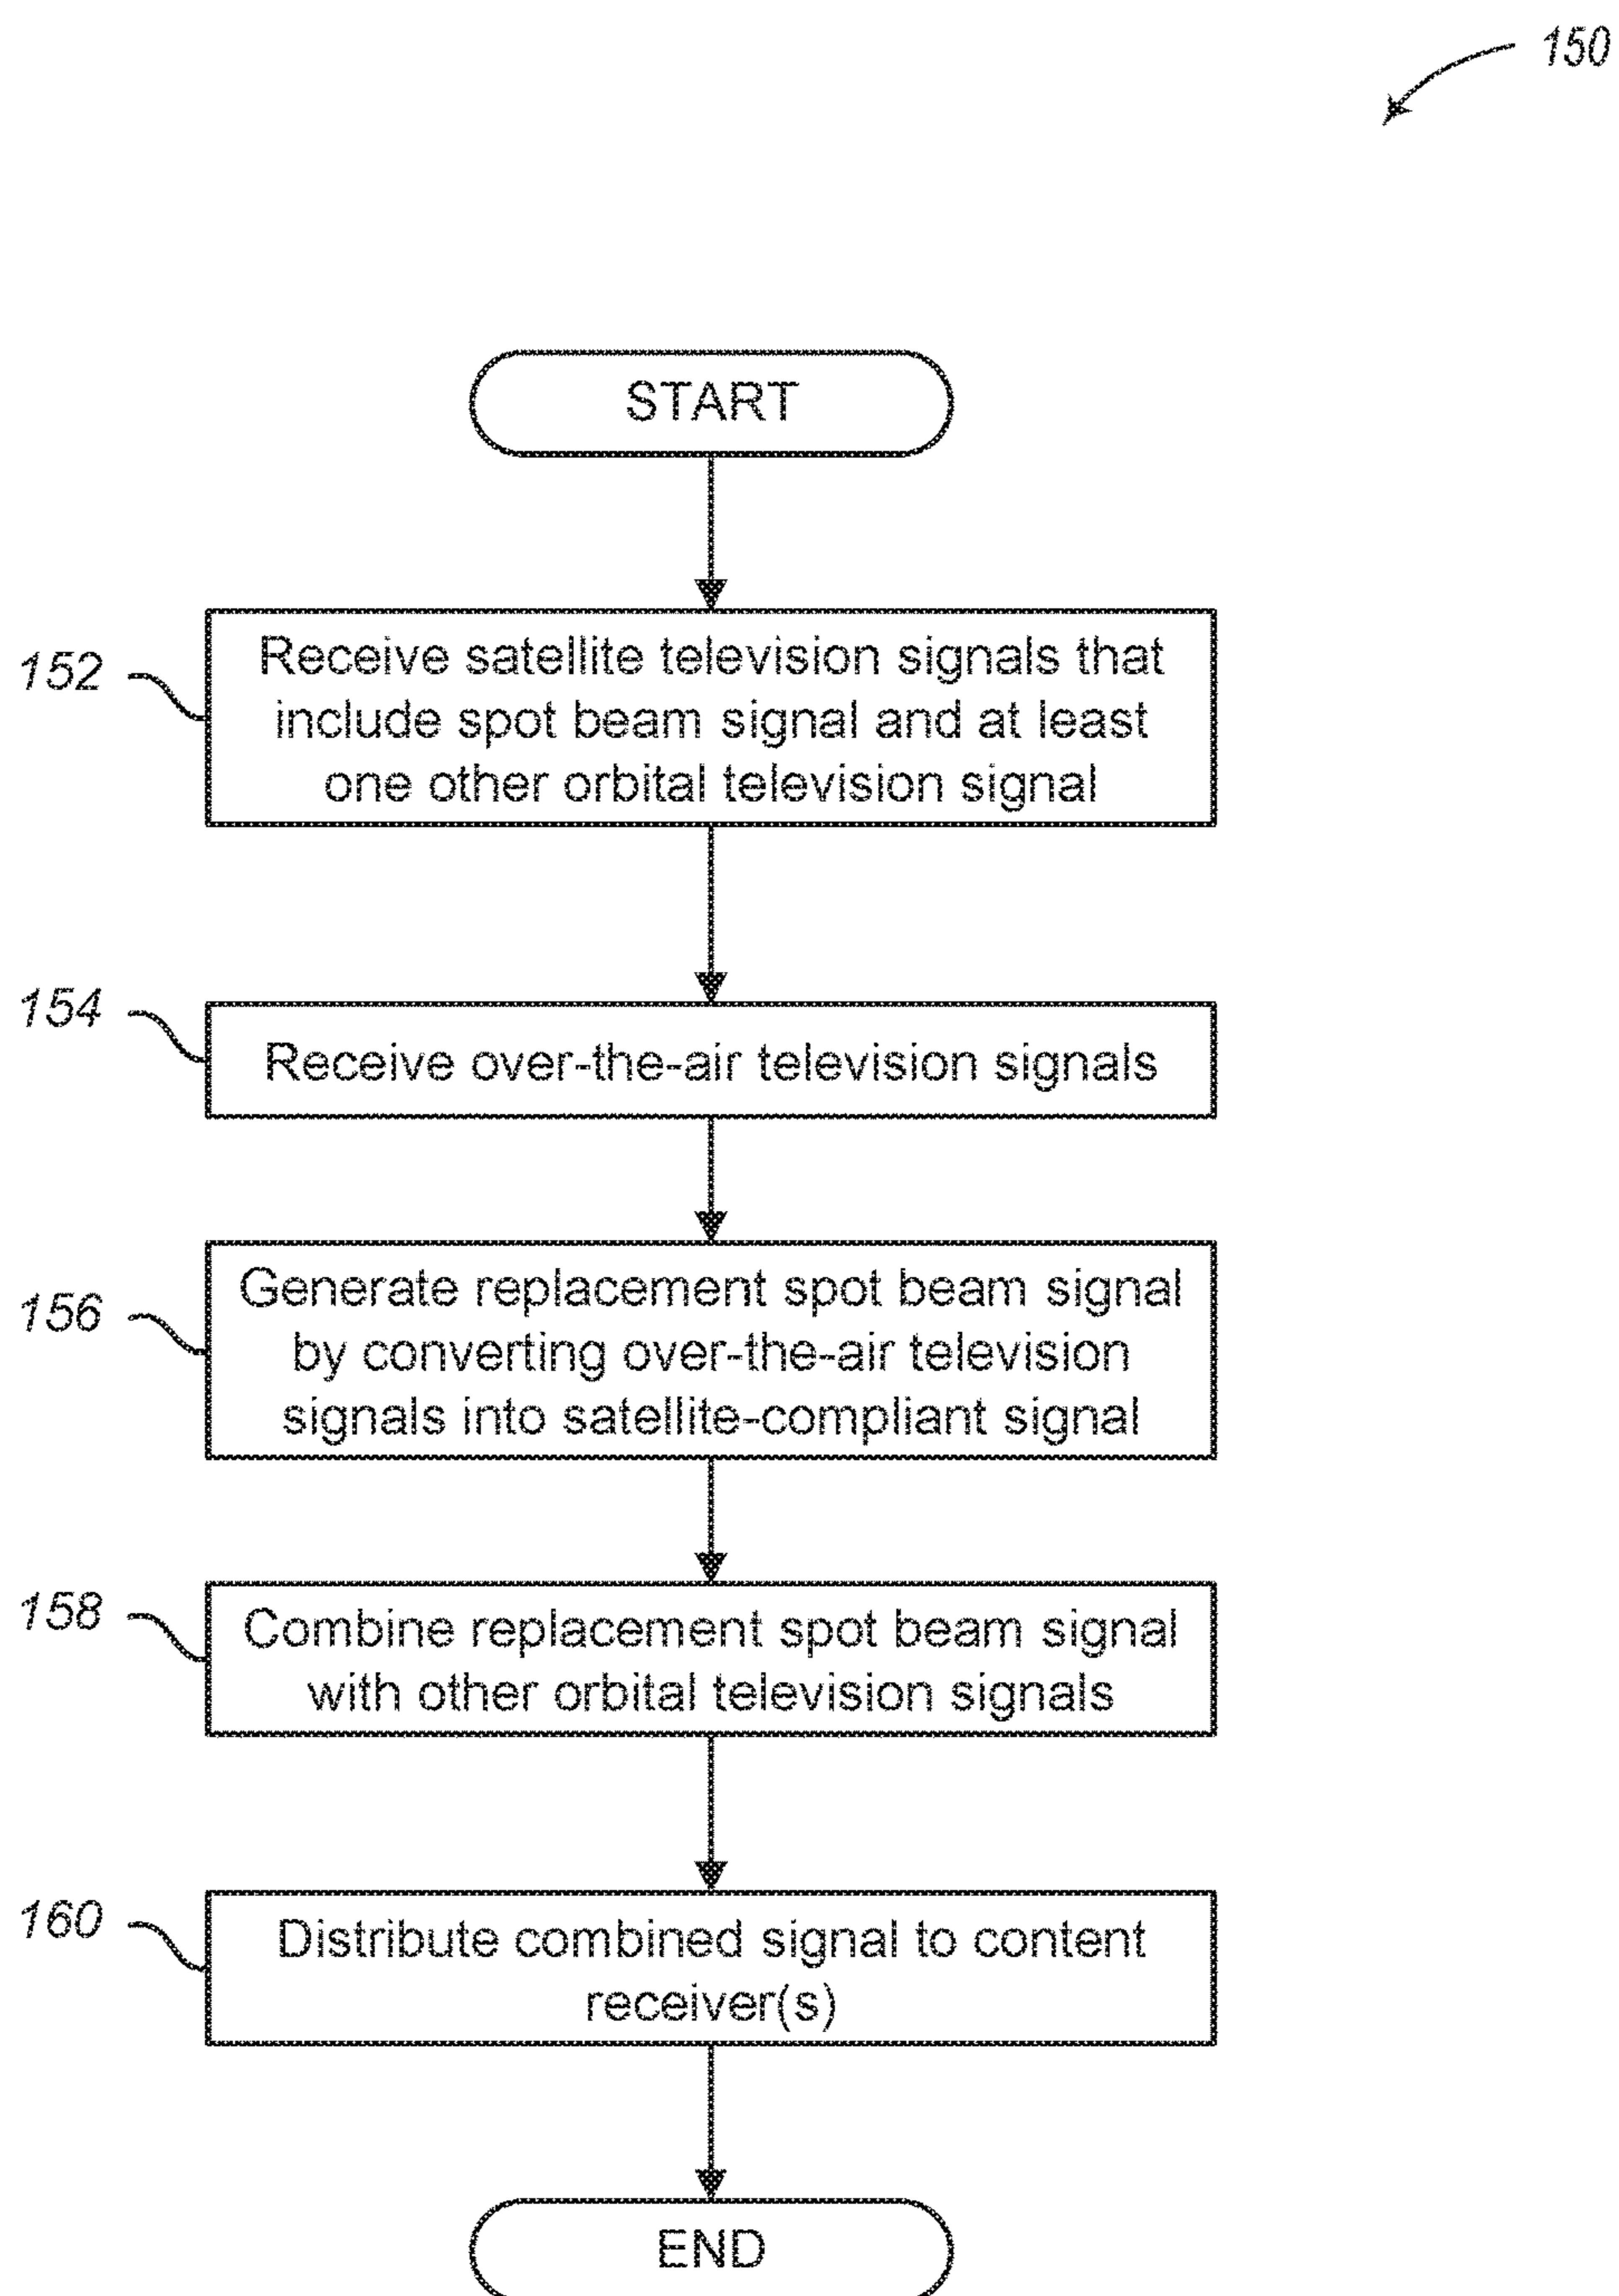 150
START
152
Receive satellite television signals that
include spot beam signal and at least
one other orbital television signal
154
Receive over-the-air television signals
156
Generate replacement spot beam signal
by converting over-the-air television
signals into satellite-compliant signal
158
Combine replacement spot beam signal
with other orbital television signals
160
Distribute combined signal to content
receiver(s)
END